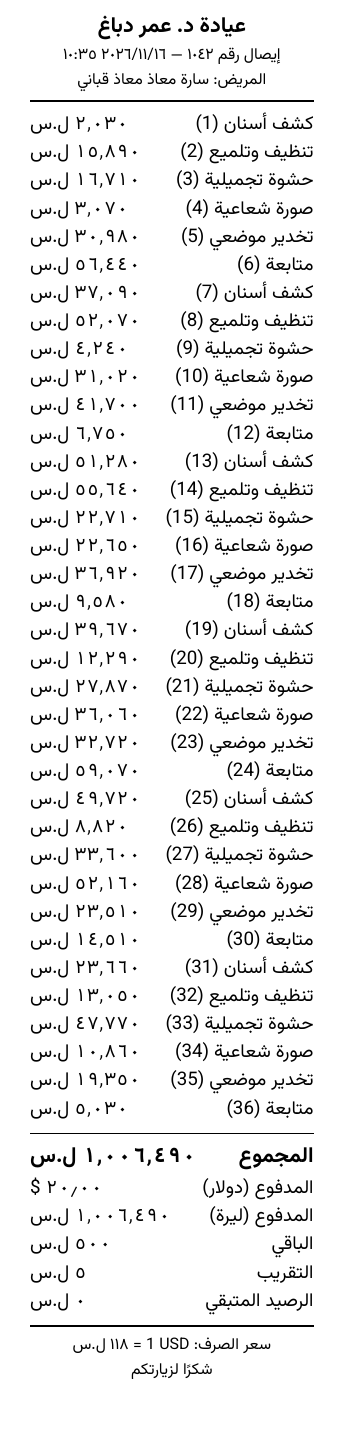 عيادة د. عمر دباغ
إيصال رقم ١٠٤٢ – ٢٠٢٦/١١/١٦ ١٠:٣٥
المريض: سارة معاذ معاذ قباني
كشف أسنان (1) ٢,٠٣٠ ل.س
تنظيف وتلميع (2) ١٥,٨٩٠ ل.س
حشوة تجميلية (3) ١٦,٧١٠ ل.س
صورة شعاعية (4) ٣,٠٧٠ ل.س
تخدير موضعي (5) ٣٠,٩٨٠ ل.س
متابعة (6) ٥٦,٤٤٠ ل.س
كشف أسنان (7) ٣٧,٠٩٠ ل.س
تنظيف وتلميع (8) ٥٢,٠٧٠ ل.س
حشوة تجميلية (9) ٤,٢٤٠ ل.س
صورة شعاعية (10) ٣١,٠٢٠ ل.س
تخدير موضعي (11) ٤١,٧٠٠ ل.س
متابعة (12) ٦,٧٥٠ ل.س
كشف أسنان (13) ٥١,٢٨٠ ل.س
تنظيف وتلميع (14) ٥٥,٦٤٠ ل.س
حشوة تجميلية (15) ٢٢,٧١٠ ل.س
صورة شعاعية (16) ٢٢,٦٥٠ ل.س
تخدير موضعي (17) ٣٦,٩٢٠ ل.س
متابعة (18) ٩,٥٨٠ ل.س
كشف أسنان (19) ٣٩,٦٧٠ ل.س
تنظيف وتلميع (20) ١٢,٢٩٠ ل.س
حشوة تجميلية (21) ٢٧,٨٧٠ ل.س
صورة شعاعية (22) ٣٦,٠٦٠ ل.س
تخدير موضعي (23) ٣٢,٧٢٠ ل.س
متابعة (24) ٥٩,٠٧٠ ل.س
كشف أسنان (25) ٤٩,٧٢٠ ل.س
تنظيف وتلميع (26) ٨,٨٢٠ ل.س
حشوة تجميلية (27) ٣٣,٦٠٠ ل.س
صورة شعاعية (28) ٥٢,١٦٠ ل.س
تخدير موضعي (29) ٢٣,٥١٠ ل.س
متابعة (30) ١٤,٥١٠ ل.س
كشف أسنان (31) ٢٣,٦٦٠ ل.س
تنظيف وتلميع (32) ١٣,٠٥٠ ل.س
حشوة تجميلية (33) ٤٧,٧٧٠ ل.س
صورة شعاعية (34) ١٠,٨٦٠ ل.س
تخدير موضعي (35) ١٩,٣٥٠ ل.س
متابعة (36) ٥,٠٣٠ ل.س
المجموع ١,٠٠٦,٤٩٠ ل.س
المدفوع (دولار) ٢٠٫٠٠ $
المدفوع (ليرة) ١,٠٠٦,٤٩٠ ل.س
الباقي ٥٠٠ ل.س
التقريب ٥ ل.س
الرصيد المتبقي ٠ ل.س
سعر الصرف: 1 USD = ١١٨ ل.س
شكرًا لزيارتكم